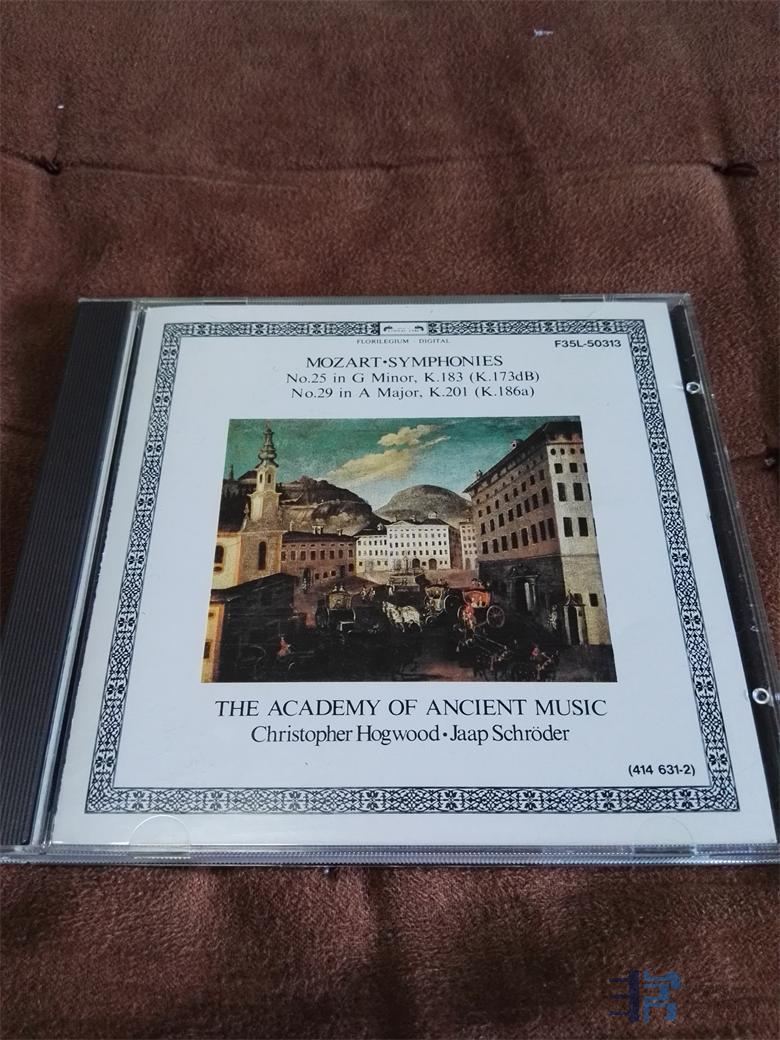 FLORILEGIUM · DIGITAL
F35L-50313
MOZART•SYMPHONIES
No.25 in G Minor, K.183 (K.173dB)
No.29 in A Major, K.201 (K.186a)
THE ACADEMY OF ANCIENT MUSIC
Christopher Hogwood•Jaap Schröder
(414 631-2)